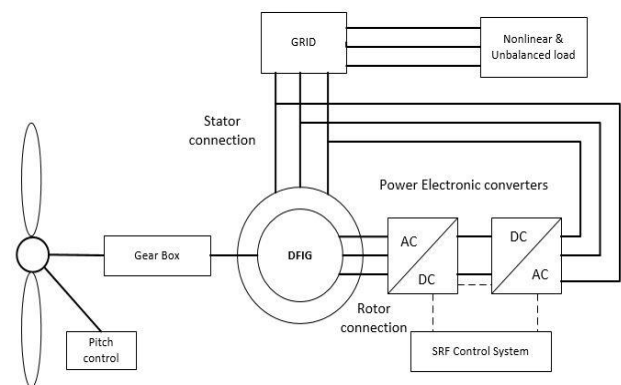 GRID
Nonlinear &
Unbalanced load
Stator
connection
Power Electronic converters
Gear Box
DFIG
AC
DC
DC
AC
Rotor
connection
Pitch
control
SRF Control System